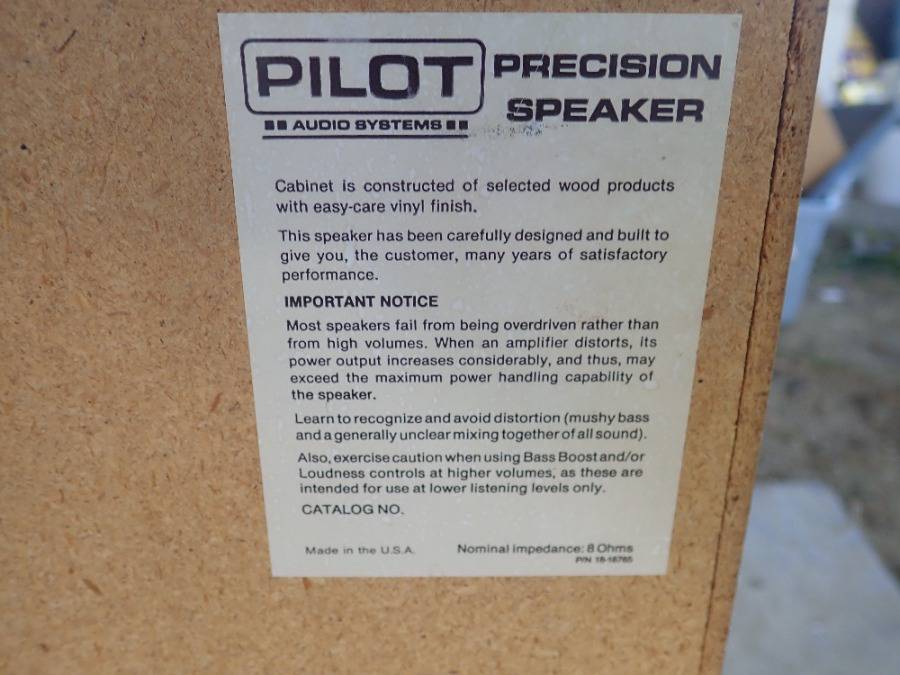 PILOT PRECISION
AUDIO SYSTEMS SPEAKER
Cabinet is constructed of selected wood products
with easy-care vinyl finish.
This speaker has been carefully designed and built to
give you, the customer, many years of satisfactory
performance.
IMPORTANT NOTICE
Most speakers fail from being overdriven rather than
from high volumes. When an amplifier distorts, its
power output increases considerably, and thus, may
exceed the maximum power handling capability of
the speaker.
Learn to recognize and avoid distortion (mushy bass
and a generally unclear mixing together of all sound).
Also, exercise caution when using Bass Boost and/or
Loudness controls at higher volumes, as these are
intended for use at lower listening levels only.
CATALOG NO.
Made in the U.S.A. Nominal impedance: 8 Ohms
P/N 18-18765